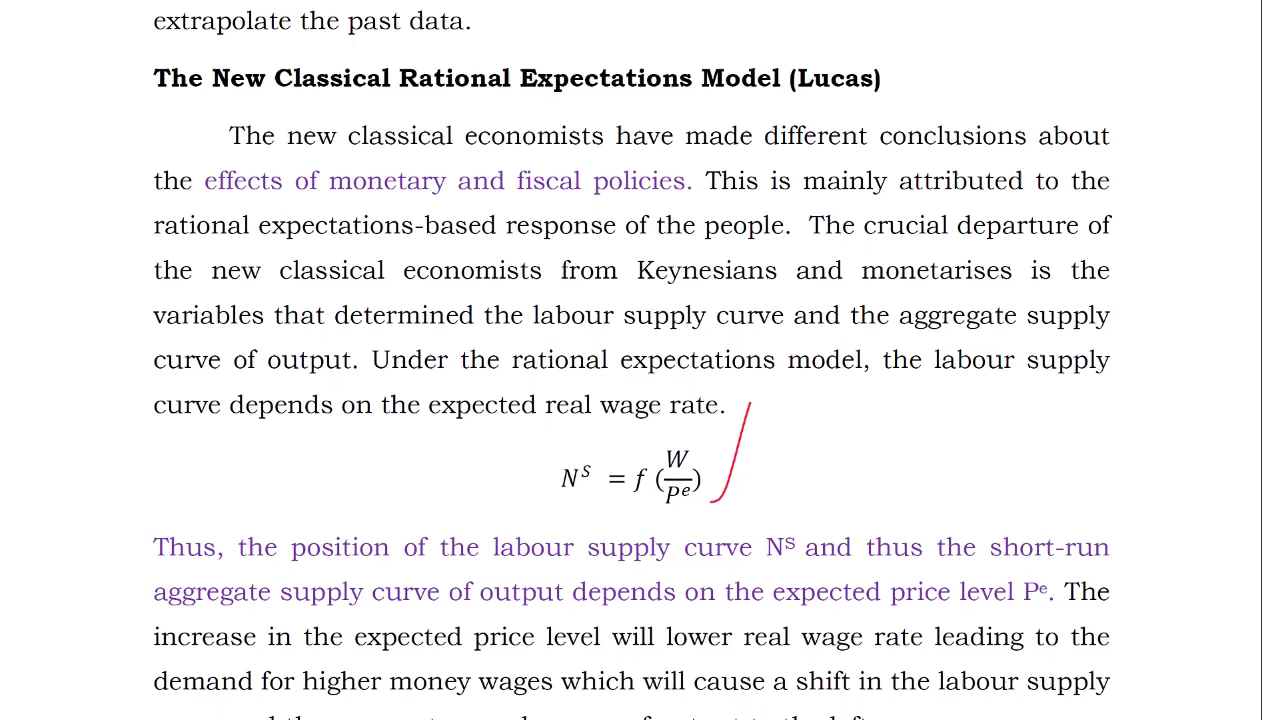 extrapolate the past data.
The New Classical Rational Expectations Model (Lucas)
The new classical economists have made different conclusions about
the effects of monetary and fiscal policies. This is mainly attributed to the
rational expectations-based response of the people. The crucial departure of
the new classical economists from Keynesians and monetarises is the
variables that determined the labour supply curve and the aggregate supply
curve of output. Under the rational expectations model, the labour supply
curve depends on the expected real wage rate.
Nˢ = f (W/Pᵉ)
Thus, the position of the labour supply curve Nˢ and thus the short-run
aggregate supply curve of output depends on the expected price level Pᵉ. The
increase in the expected price level will lower real wage rate leading to the
demand for higher money wages which will cause a shift in the labour supply